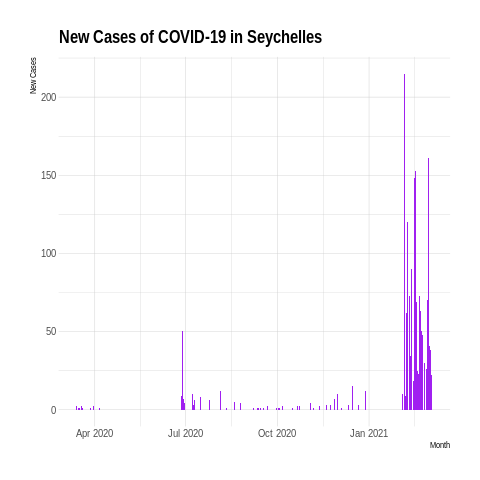 New Cases of COVID-19 in Seychelles
New Cases
200
150
100
50
0
Apr 2020 Jul 2020 Oct 2020 Jan 2021
Month